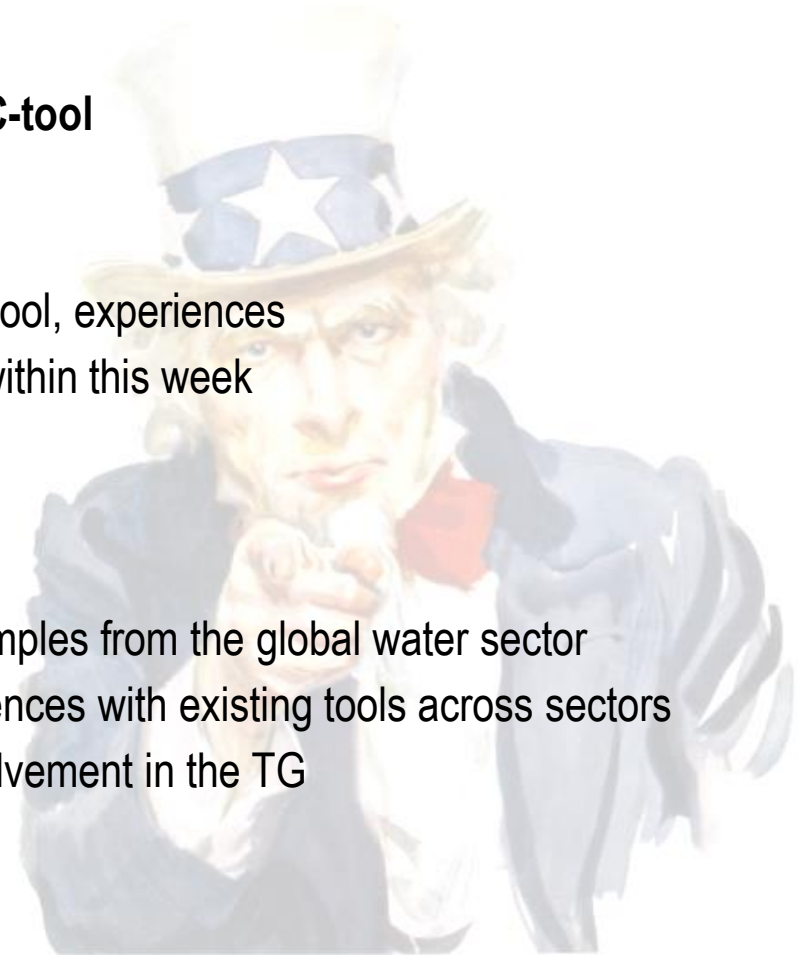 -tool
ool, experiences
within this week
mples from the global water sector
ences with existing tools across sectors
lvement in the TG